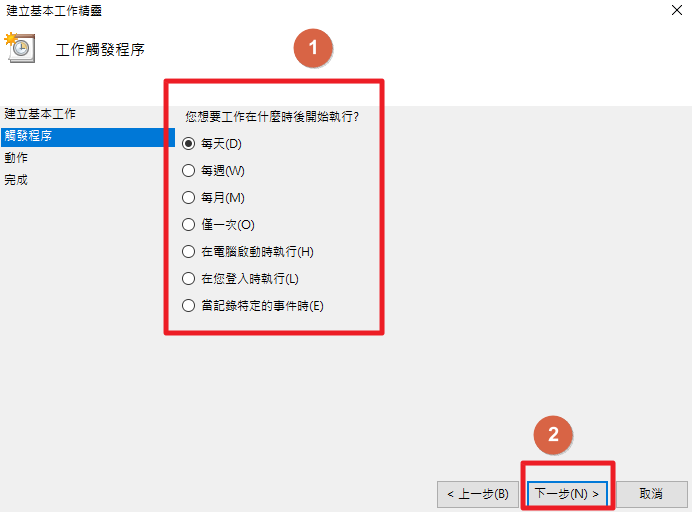 建立基本工作精靈
工作觸發程序
1
建立基本工作
觸發程序
動作
完成
您想要工作在什麼時後開始執行?
每天(D)
每週(W)
每月(M)
僅一次(O)
在電腦啟動時執行(H)
在您登入時執行(L)
當記錄特定的事件時(E)
2
< 上一步(B)
下一步(N) >
取消